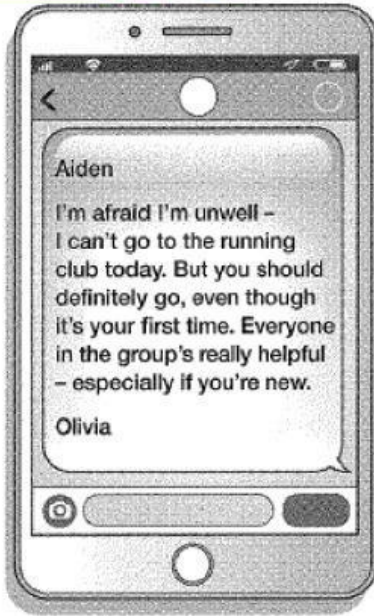 Aiden
I'm afraid I'm unwell –
I can't go to the running
club today. But you should
definitely go, even though
it's your first time. Everyone
in the group's really helpful
– especially if you're new.
Olivia